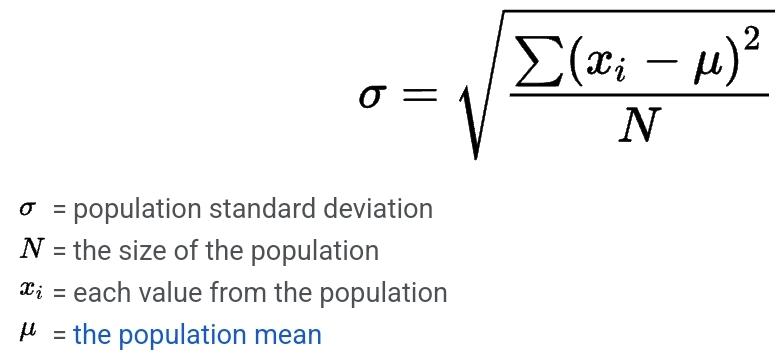 σ = √(∑(xᵢ − μ)² / N)
σ = population standard deviation
N = the size of the population
xᵢ = each value from the population
μ = the population mean